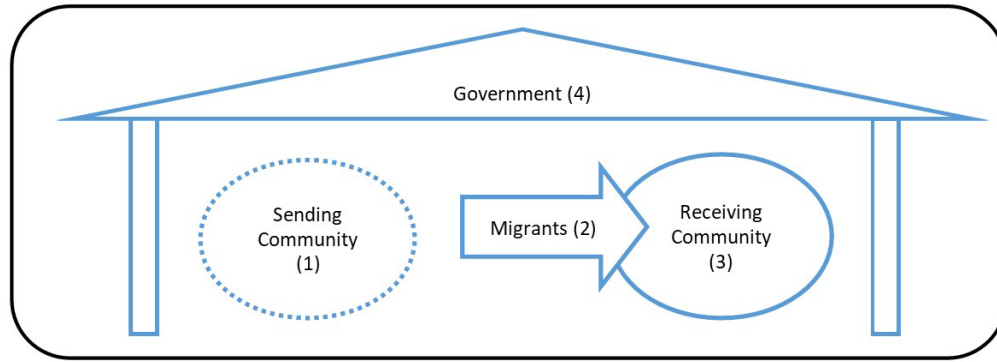 Government (4)
Sending
Community
(1)
Migrants (2)
Receiving
Community
(3)